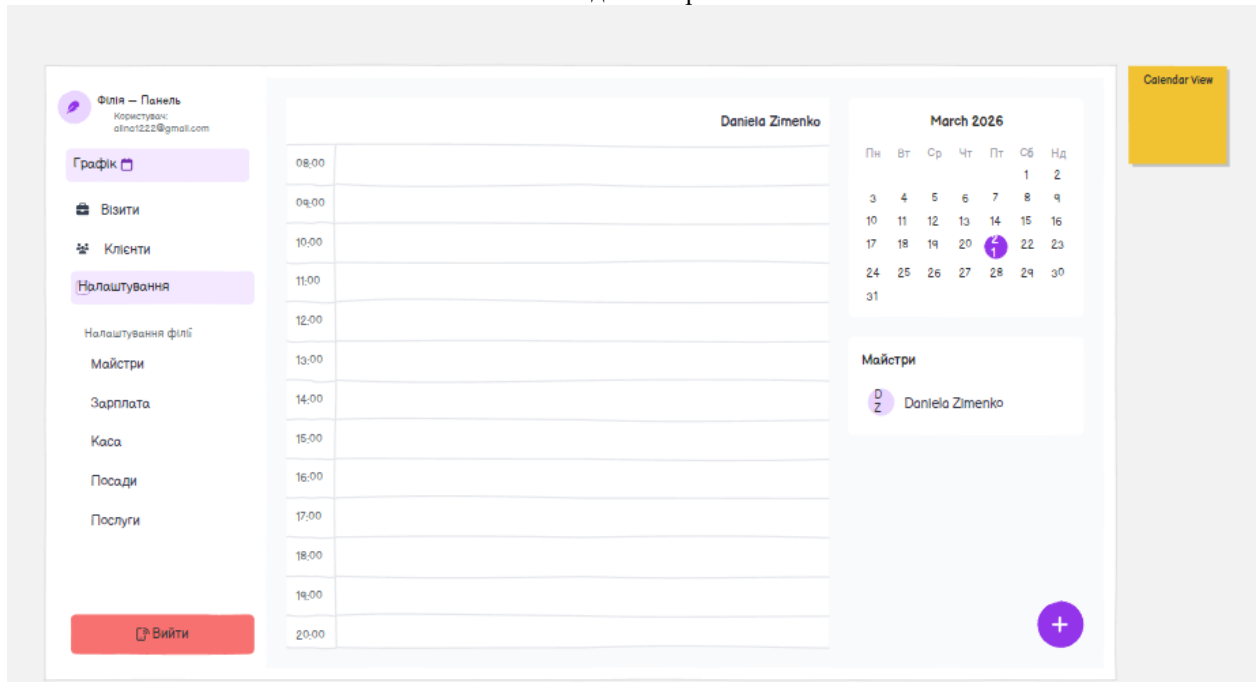 Філія — Панель
Користувач:
alina1222@gmail.com
Графік
Візити
Клієнти
Налаштування
Налаштування філії
Майстри
Зарплата
Каса
Посади
Послуги
Вийти
Daniela Zimenko
08:00
09:00
10:00
11:00
12:00
13:00
14:00
15:00
16:00
17:00
18:00
19:00
20:00
March 2026
Пн Вт Ср Чт Пт Сб Нд
1 2
3 4 5 6 7 8 9
10 11 12 13 14 15 16
17 18 19 20 21 22 23
24 25 26 27 28 29 30
31
Майстри
DZ
Daniela Zimenko
+
Calendar View